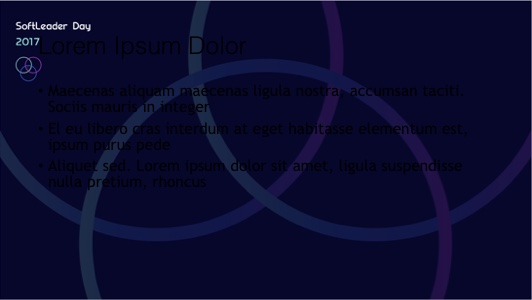 SoftLeader Day
2017
Lorem Ipsum Dolor
• Maecenas aliquam maecenas ligula nostra, accumsan taciti.
Sociis mauris in integer
• El eu libero cras interdum at eget habitasse elementum est,
ipsum purus pede
• Aliquet sed. Lorem ipsum dolor sit amet, ligula suspendisse
nulla pretium, rhoncus